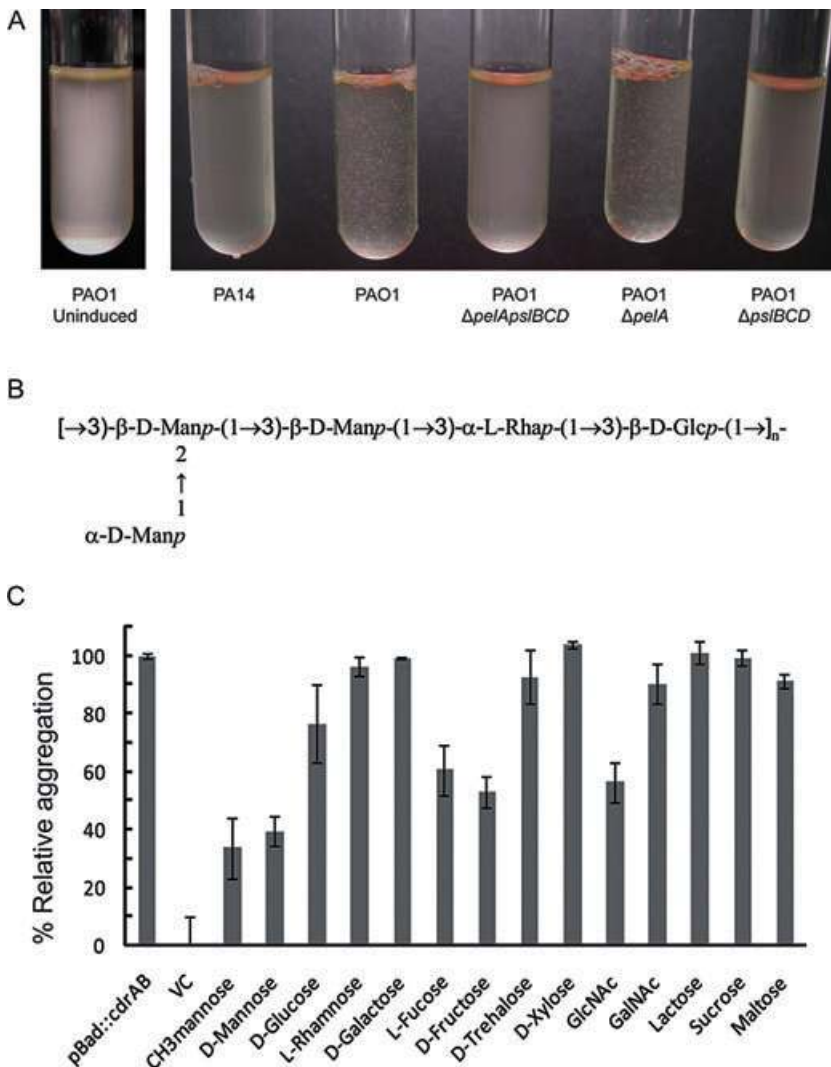 A
PAO1
Uninduced
PA14
PAO1
PAO1
ΔpelApslBCD
PAO1
ΔpelA
PAO1
ΔpslBCD
B
[→3)-β-D-Manp-(1→3)-β-D-Manp-(1→3)-α-L-Rhap-(1→3)-β-D-Glcp-(1→]n-
2
↑
1
α-D-Manp
C
% Relative aggregation
100
80
60
40
20
0
pBad::cdrAB
VC
CH3mannose
D-Mannose
D-Glucose
L-Rhamnose
D-Galactose
L-Fucose
D-Fructose
D-Trehalose
D-Xylose
GlcNAc
GalNAc
Lactose
Sucrose
Maltose